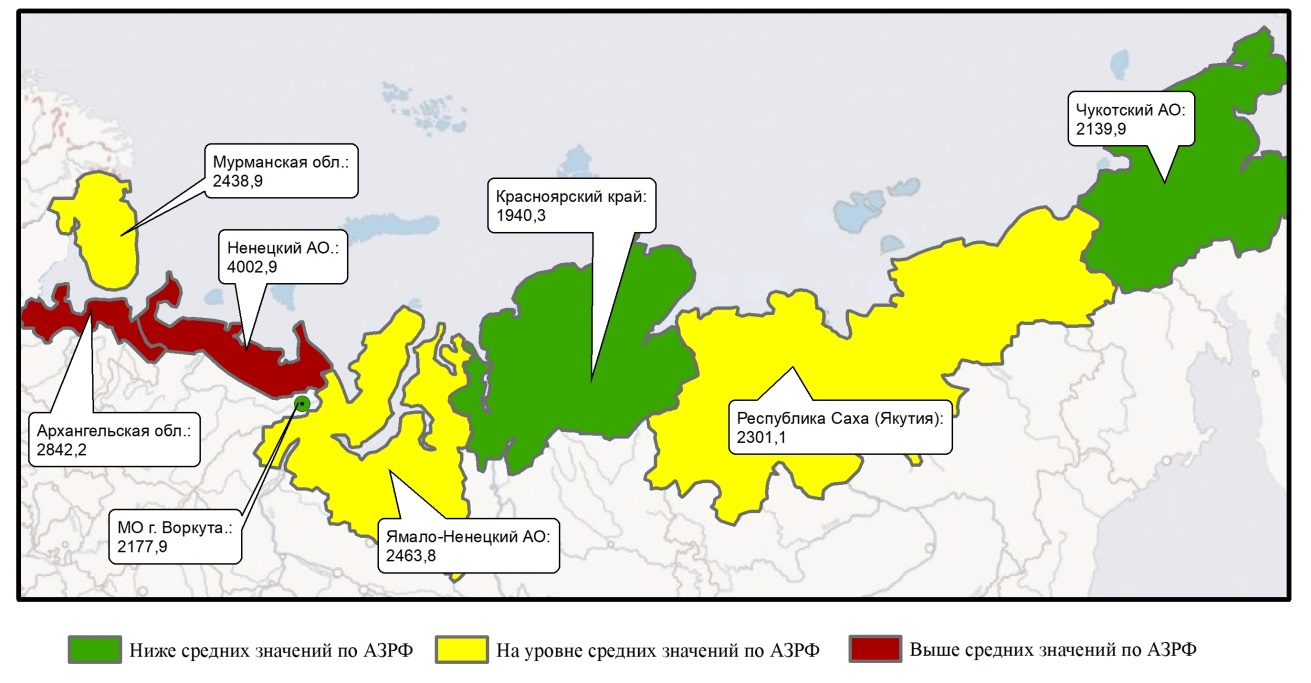 Чукотский АО:
2139,9
Мурманская обл.:
2438,9
Красноярский край:
1940,3
Ненецкий АО.:
4002,9
Архангельская обл.:
2842,2
Республика Саха (Якутия):
2301,1
МО г. Воркута.:
2177,9
Ямало-Ненецкий АО:
2463,8
Ниже средних значений по АЗРФ
На уровне средних значений по АЗРФ
Выше средних значений по АЗРФ